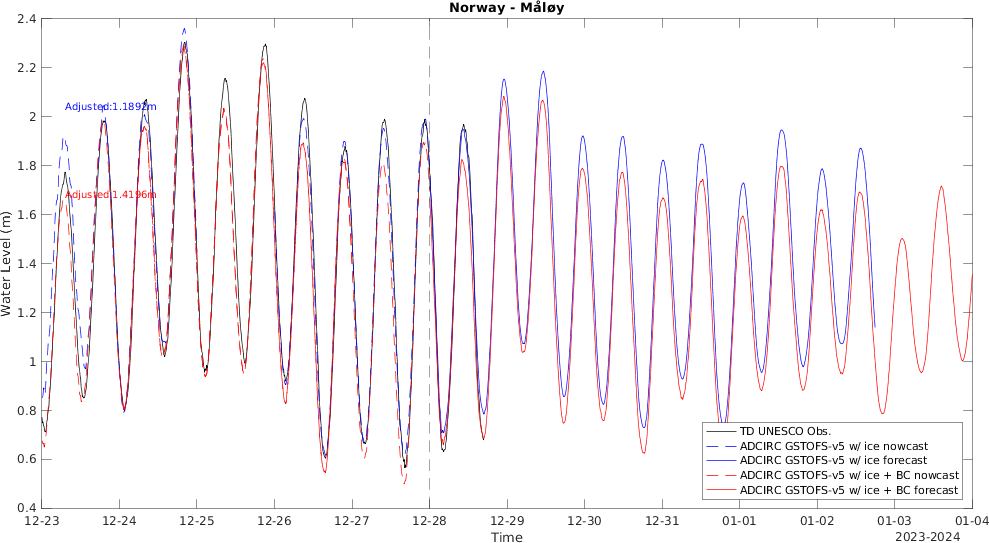 Norway - Måløy
2.4
2.2
2
1.8
1.6
1.4
1.2
1
0.8
0.6
0.4
Water Level (m)
Adjusted:1.1892m
Adjusted:1.4196m
TD UNESCO Obs.
ADCIRC GSTOFS-v5 w/ ice nowcast
ADCIRC GSTOFS-v5 w/ ice forecast
ADCIRC GSTOFS-v5 w/ ice + BC nowcast
ADCIRC GSTOFS-v5 w/ ice + BC forecast
12-23 12-24 12-25 12-26 12-27 12-28 12-29 12-30 12-31 01-01 01-02 01-03 01-04
Time
2023-2024